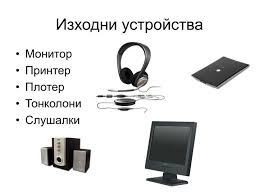 Изходни устройства
• Монитор
• Принтер
• Плотер
• Тонколони
• Слушалки